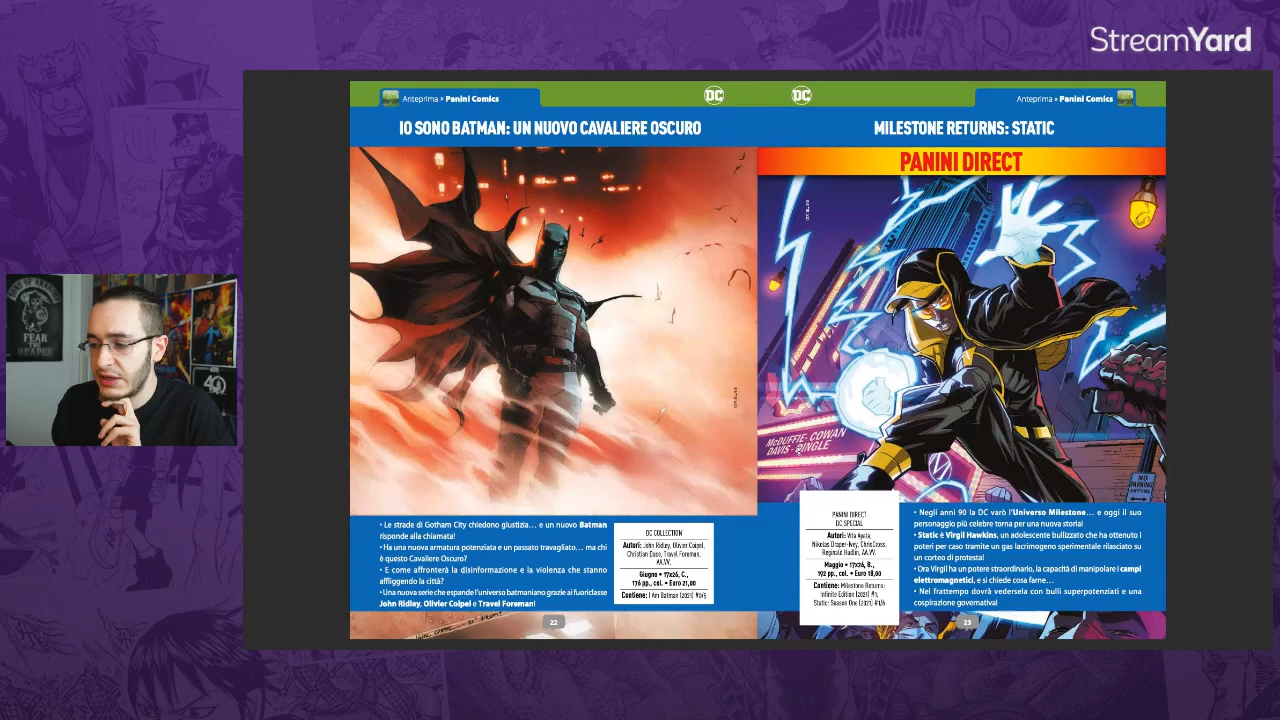 StreamYard
Anteprima » Panini Comics
DC
DC
Anteprima » Panini Comics
IO SONO BATMAN: UN NUOVO CAVALIERE OSCURO
MILESTONE RETURNS: STATIC
PANINI DIRECT
FEAR
THE
REAPER
McDUFFIE-COWAN
DAVIS-PINGLE
NO
PARKING
ANYTIME
• Le strade di Gotham City chiedono giustizia... e un nuovo Batman
risponde alla chiamata!
• Ha una nuova armatura potenziata e un passato travagliato... ma chi
è questo Cavaliere Oscuro?
• E come affronterà la disinformazione e la violenza che stanno
affliggendo la città?
• Una nuova serie che espande l'universo batmaniano grazie ai fuoriclasse
John Ridley, Olivier Coipel e Travel Foreman!
DC COLLECTION
Autori: John Ridley, Olivier Coipel,
Christian Duce, Travel Foreman,
AA.VV.
Giugno • 17x26, C.,
176 pp., col. • Euro 21,00
Contiene: I Am Batman (2021) #0/5
22
PANINI DIRECT
DC SPECIAL
Autori: Vita Ayala,
Nikolas Draper-Ivey, ChrisCross,
Reginald Hudlin, AA.VV.
Maggio • 17x26, B.,
192 pp., col. • Euro 18,00
Contiene: Milestone Returns:
Infinite Edition (2021) #1,
Static: Season One (2021) #1/6
• Negli anni 90 la DC varò l'Universo Milestone... e oggi il suo
personaggio più celebre torna per una nuova storia!
• Static è Virgil Hawkins, un adolescente bullizzato che ha ottenuto i
poteri per caso tramite un gas lacrimogeno sperimentale rilasciato su
un corteo di protesta!
• Ora Virgil ha un potere straordinario, la capacità di manipolare i campi
elettromagnetici, e si chiede cosa farne...
• Nel frattempo dovrà vedersela con bulli superpotenziati e una
cospirazione governativa!
23